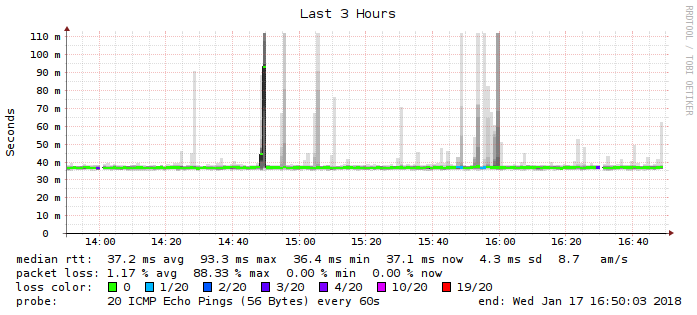 Last 3 Hours
RRDTOOL / TOBI OETIKER
Seconds
110 m
100 m
90 m
80 m
70 m
60 m
50 m
40 m
30 m
20 m
10 m
0
14:00 14:20 14:40 15:00 15:20 15:40 16:00 16:20 16:40
median rtt: 37.2 ms avg 93.3 ms max 36.4 ms min 37.1 ms now 4.3 ms sd 8.7 am/s
packet loss: 1.17 % avg 88.33 % max 0.00 % min 0.00 % now
loss color: 0 1/20 2/20 3/20 4/20 10/20 19/20
probe: 20 ICMP Echo Pings (56 Bytes) every 60s end: Wed Jan 17 16:50:03 2018